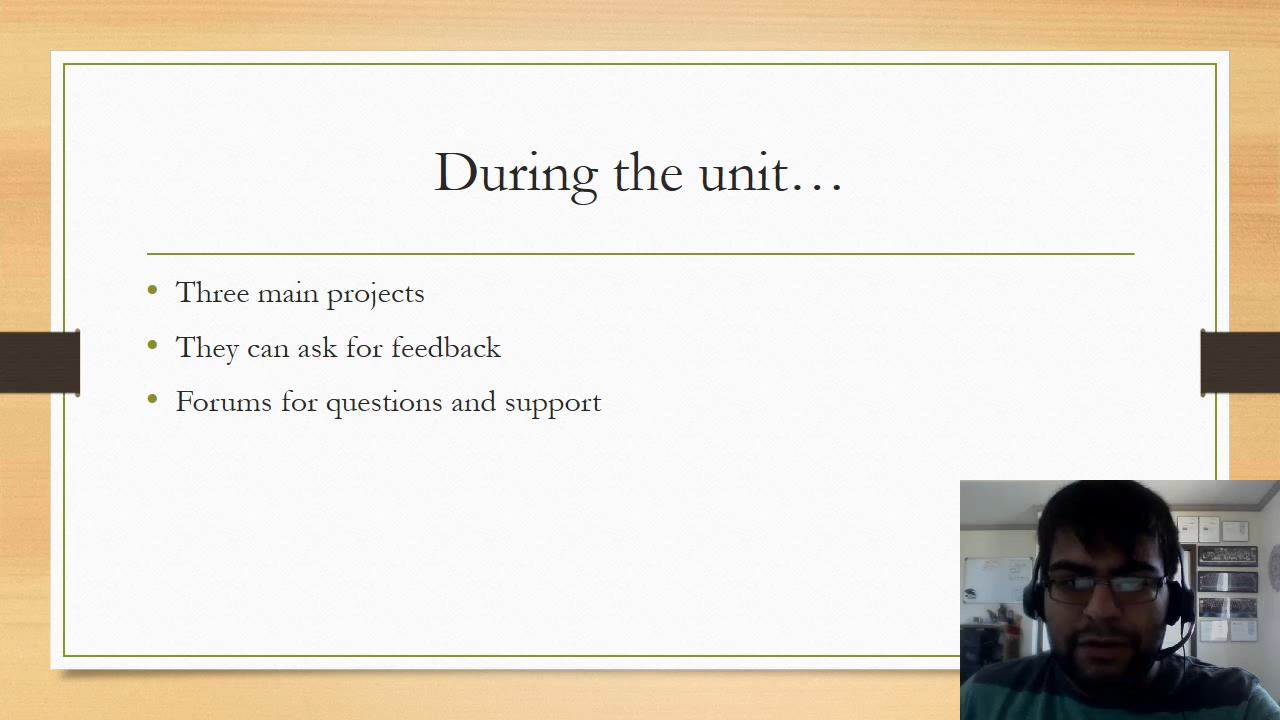 During the unit…
• Three main projects
• They can ask for feedback
• Forums for questions and support